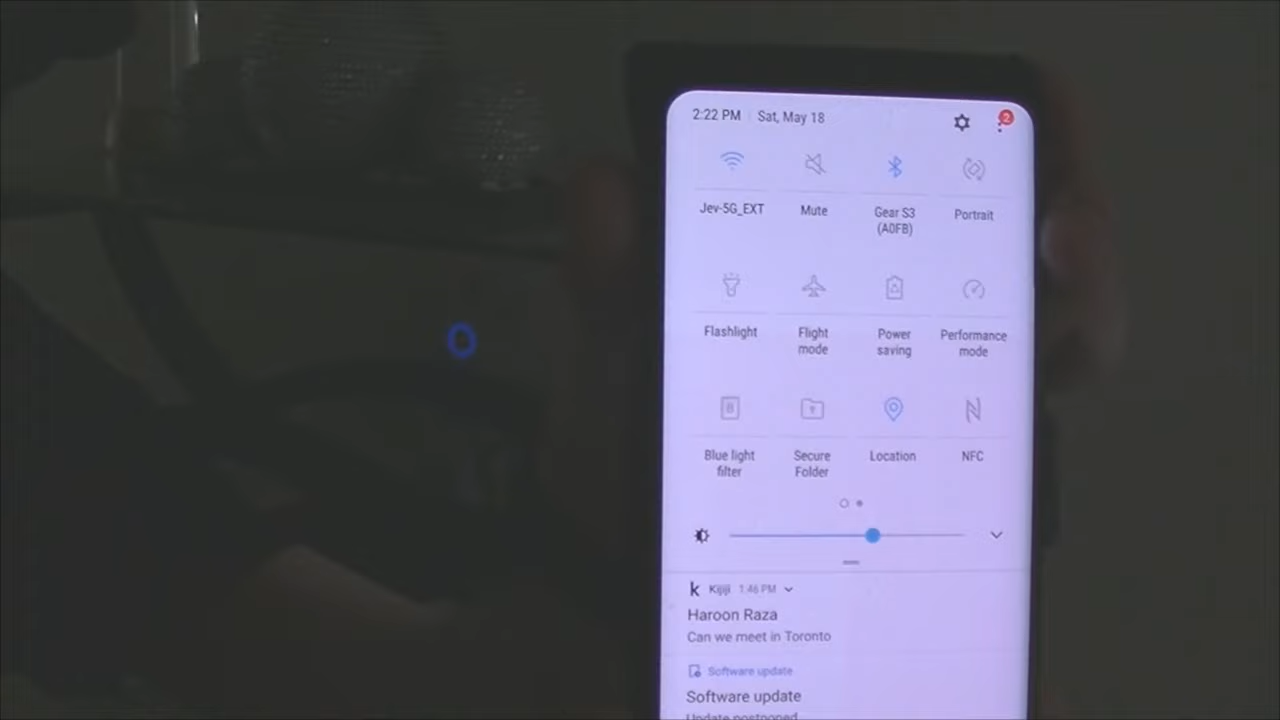 2:22 PM Sat, May 18
2
Jev-5G_EXT Mute Gear S3 Portrait
(A0FB)
Flashlight Flight Power Performance
mode saving mode
B
Blue light Secure Location NFC
filter Folder
k Kijiji 1:46 PM
Haroon Raza
Can we meet in Toronto
Software update
Software update
Update postponed